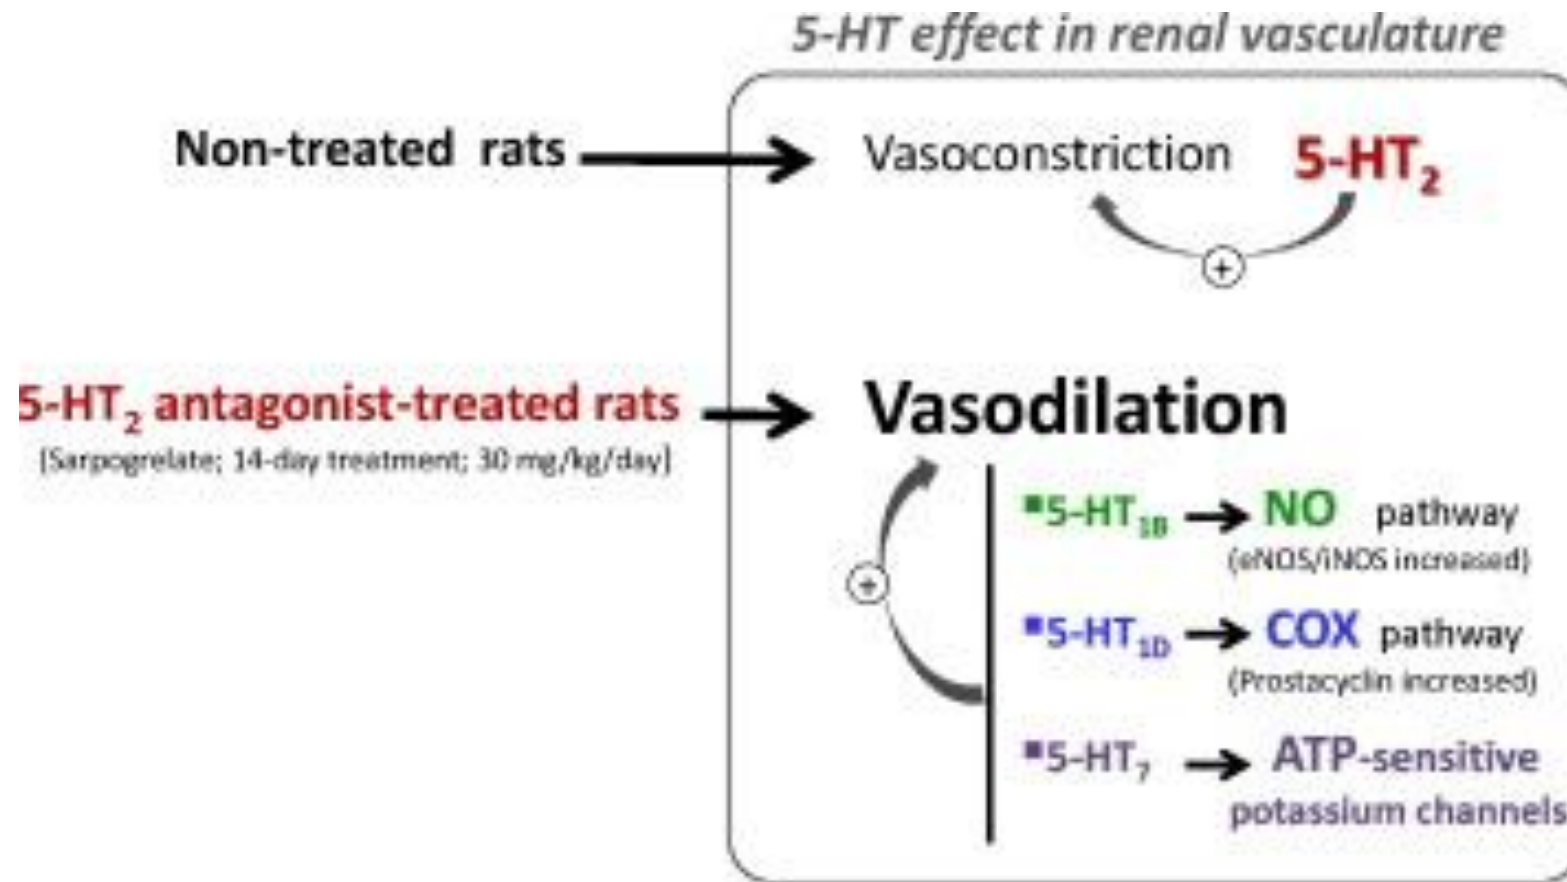 5-HT effect in renal vasculature
Non-treated rats
Vasoconstriction 5-HT₂
+
5-HT₂ antagonist-treated rats
[Sarpogrelate; 14-day treatment; 30 mg/kg/day]
Vasodilation
■5-HT₁B → NO pathway
(eNOS/iNOS increased)
+
■5-HT₁D → COX pathway
(Prostacyclin increased)
■5-HT₇ → ATP-sensitive
potassium channels